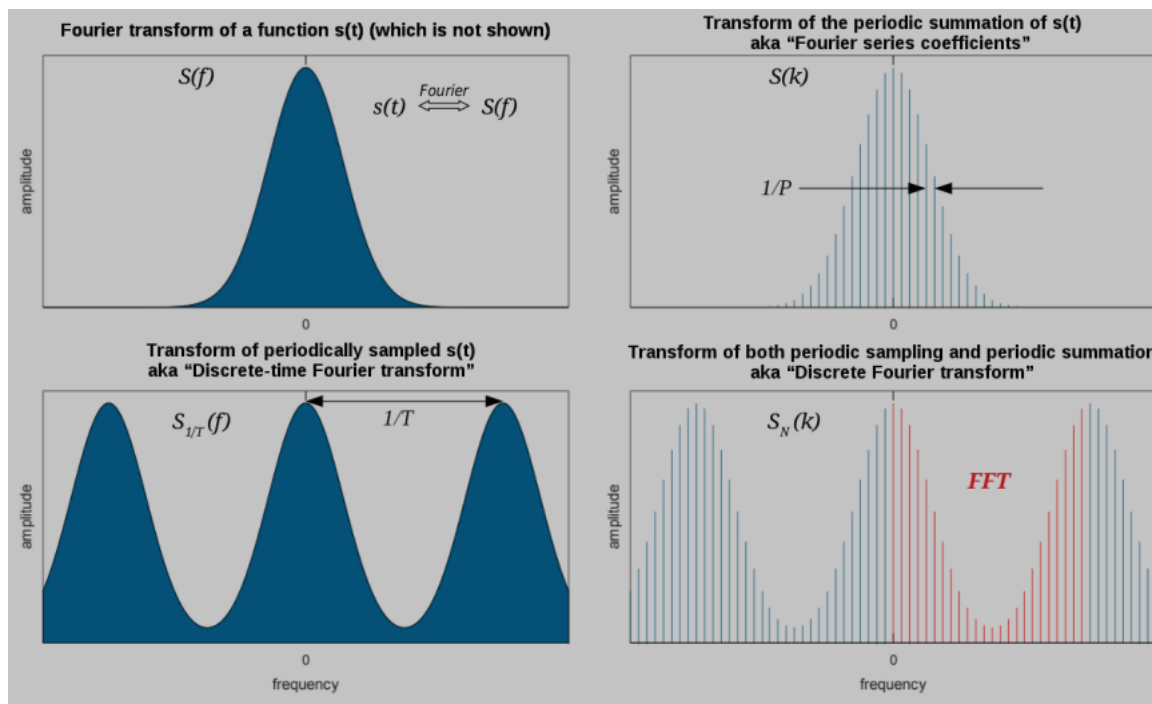 Fourier transform of a function s(t) (which is not shown)
S(f)
Fourier
s(t) ⟺ S(f)
amplitude
0
Transform of the periodic summation of s(t)
aka “Fourier series coefficients”
S(k)
1/P
0
Transform of periodically sampled s(t)
aka “Discrete-time Fourier transform”
S1/T(f)
1/T
amplitude
0
frequency
Transform of both periodic sampling and periodic summation
aka “Discrete Fourier transform”
SN(k)
FFT
amplitude
0
frequency